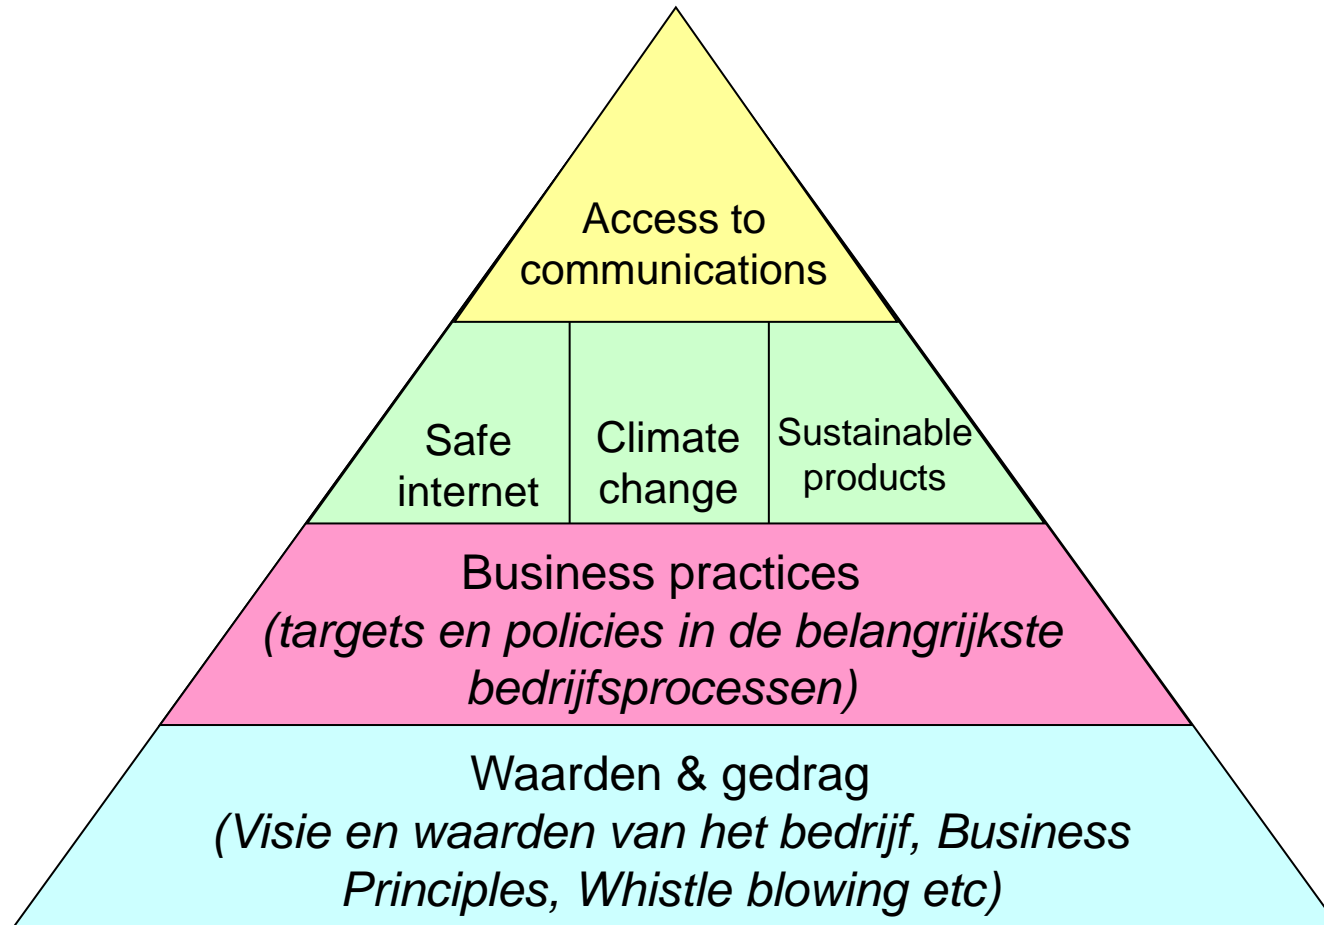 Access to
communications
Safe
internet
Climate
change
Sustainable
products
Business practices
(targets en policies in de belangrijkste
bedrijfsprocessen)
Waarden & gedrag
(Visie en waarden van het bedrijf, Business
Principles, Whistle blowing etc)